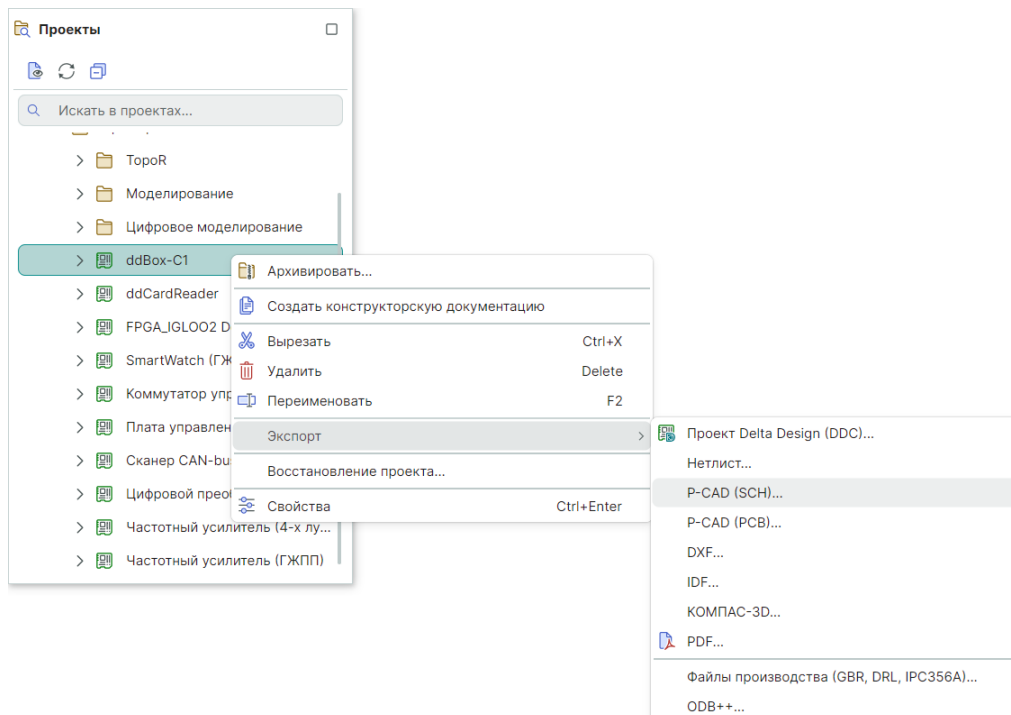 Проекты
Искать в проектах...
TopoR
Моделирование
Цифровое моделирование
ddBox-C1
ddCardReader
FPGA_IGLOO2 D
SmartWatch (ГЖ
Коммутатор упр
Плата управлен
Сканер CAN-bu
Цифровой преоб
Частотный усилитель (4-х лу...
Частотный усилитель (ГЖПП)
Архивировать...
Создать конструкторскую документацию
Вырезать Ctrl+X
Удалить Delete
Переименовать F2
Экспорт
Восстановление проекта...
Свойства Ctrl+Enter
Проект Delta Design (DDC)...
Нетлист...
P-CAD (SCH)...
P-CAD (PCB)...
DXF...
IDF...
КОМПАС-3D...
PDF...
Файлы производства (GBR, DRL, IPC356A)...
ODB++...